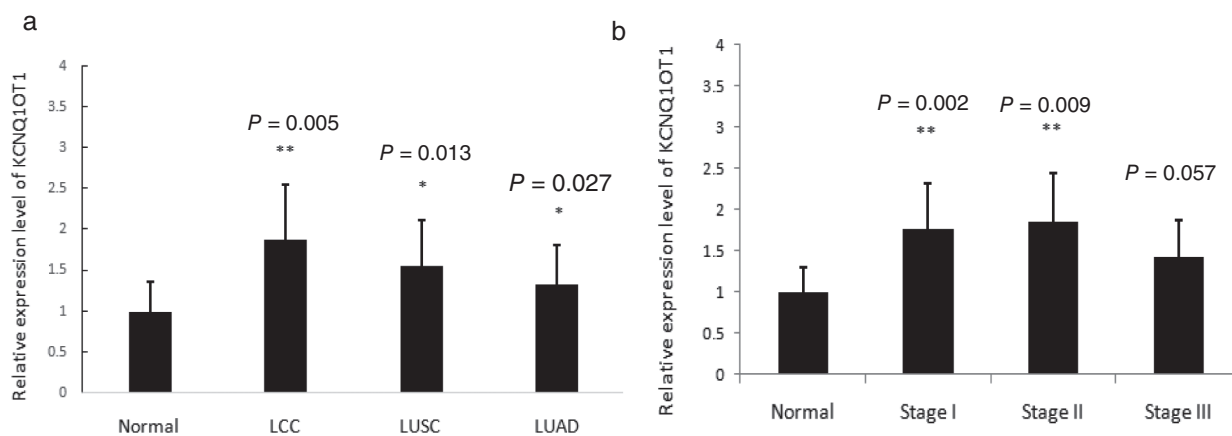 a
Relative expression level of KCNQ1OT1
4
3.5
3
2.5
2
1.5
1
0.5
0
P = 0.005
**
P = 0.013
*
P = 0.027
*
Normal LCC LUSC LUAD
b
Relative expression level of KCNQ1OT1
4
3.5
3
2.5
2
1.5
1
0.5
0
P = 0.002
**
P = 0.009
**
P = 0.057
Normal Stage I Stage II Stage III